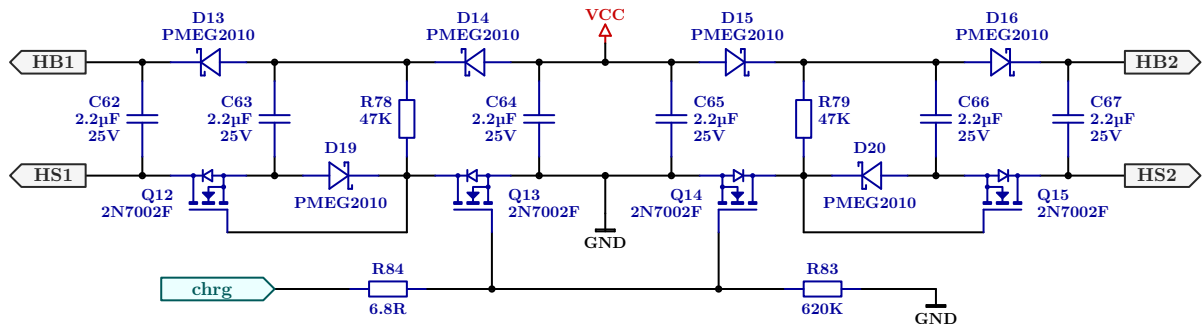 D13
PMEG2010
D14
PMEG2010
VCC
D15
PMEG2010
D16
PMEG2010
HB1
HB2
C62
2.2µF
25V
C63
2.2µF
25V
R78
47K
C64
2.2µF
25V
C65
2.2µF
25V
R79
47K
C66
2.2µF
25V
C67
2.2µF
25V
D19
PMEG2010
D20
PMEG2010
HS1
HS2
Q12
2N7002F
Q13
2N7002F
Q14
2N7002F
Q15
2N7002F
GND
chrg
R84
6.8R
R83
620K
GND